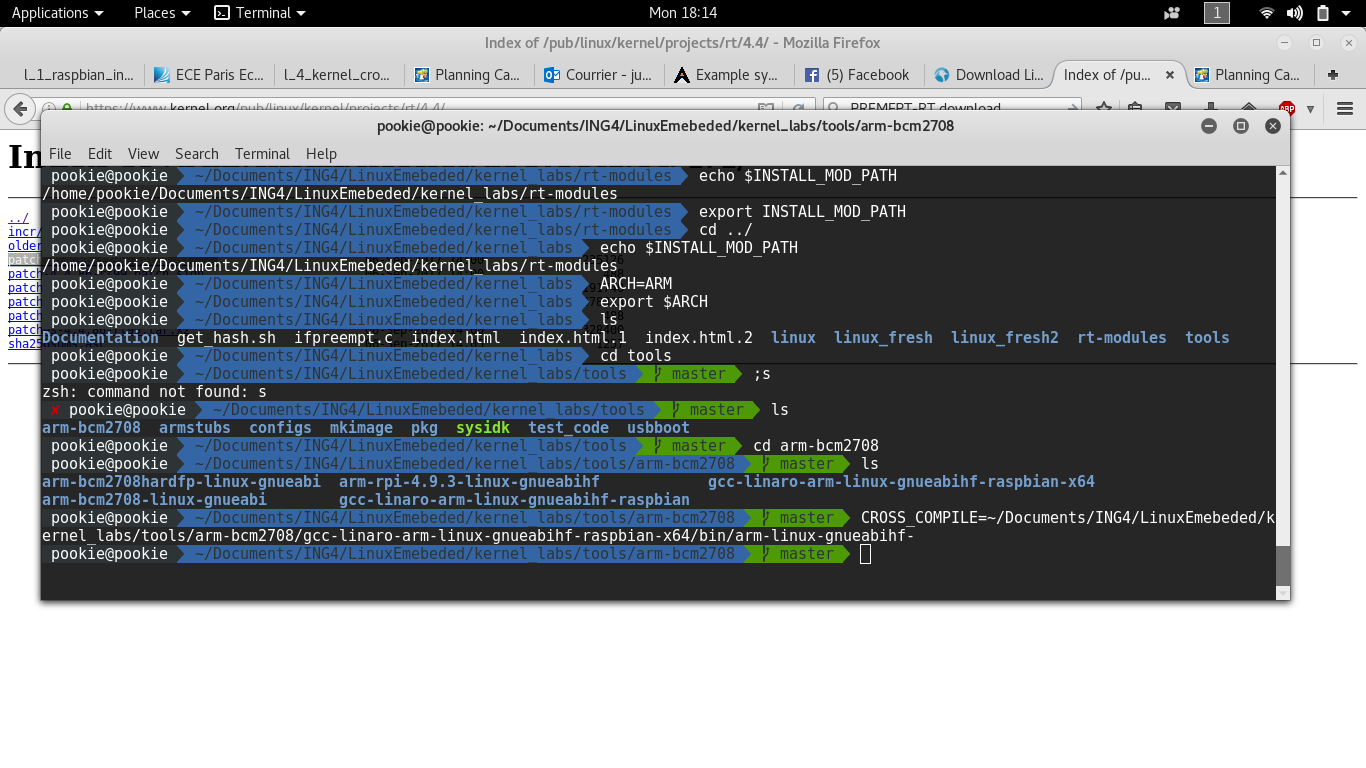 Applications Places Terminal Mon 18:14 1
Index of /pub/linux/kernel/projects/rt/4.4/ - Mozilla Firefox
l_1_raspbian_in... ECE Paris Ec... l_4_kernel_cro... Planning Ca... Courrier - ju... Example sy... (5) Facebook Download Li... Index of /pu... Planning Ca...
https://www.kernel.org/pub/linux/kernel/projects/rt/4.4/ PREMEPT-RT download ABP
pookie@pookie: ~/Documents/ING4/LinuxEmebeded/kernel_labs/tools/arm-bcm2708
File Edit View Search Terminal Help
In
../
incr/
older
patch
patch
patch
patch
patch
patch
sha25
pookie@pookie ~/Documents/ING4/LinuxEmebeded/kernel_labs/rt-modules echo $INSTALL_MOD_PATH
/home/pookie/Documents/ING4/LinuxEmebeded/kernel_labs/rt-modules
pookie@pookie ~/Documents/ING4/LinuxEmebeded/kernel_labs/rt-modules export INSTALL_MOD_PATH
pookie@pookie ~/Documents/ING4/LinuxEmebeded/kernel_labs/rt-modules cd ../
pookie@pookie ~/Documents/ING4/LinuxEmebeded/kernel_labs echo $INSTALL_MOD_PATH
/home/pookie/Documents/ING4/LinuxEmebeded/kernel_labs/rt-modules
pookie@pookie ~/Documents/ING4/LinuxEmebeded/kernel_labs ARCH=ARM
pookie@pookie ~/Documents/ING4/LinuxEmebeded/kernel_labs export $ARCH
pookie@pookie ~/Documents/ING4/LinuxEmebeded/kernel_labs ls
Documentation get_hash.sh ifpreempt.c index.html index.html.1 index.html.2 linux linux_fresh linux_fresh2 rt-modules tools
pookie@pookie ~/Documents/ING4/LinuxEmebeded/kernel_labs cd tools
pookie@pookie ~/Documents/ING4/LinuxEmebeded/kernel_labs/tools master ;s
zsh: command not found: s
✘ pookie@pookie ~/Documents/ING4/LinuxEmebeded/kernel_labs/tools master ls
arm-bcm2708 armstubs configs mkimage pkg sysidk test_code usbboot
pookie@pookie ~/Documents/ING4/LinuxEmebeded/kernel_labs/tools master cd arm-bcm2708
pookie@pookie ~/Documents/ING4/LinuxEmebeded/kernel_labs/tools/arm-bcm2708 master ls
arm-bcm2708hardfp-linux-gnueabi arm-rpi-4.9.3-linux-gnueabihf gcc-linaro-arm-linux-gnueabihf-raspbian-x64
arm-bcm2708-linux-gnueabi gcc-linaro-arm-linux-gnueabihf-raspbian
pookie@pookie ~/Documents/ING4/LinuxEmebeded/kernel_labs/tools/arm-bcm2708 master CROSS_COMPILE=~/Documents/ING4/LinuxEmebeded/k
ernel_labs/tools/arm-bcm2708/gcc-linaro-arm-linux-gnueabihf-raspbian-x64/bin/arm-linux-gnueabihf-
pookie@pookie ~/Documents/ING4/LinuxEmebeded/kernel_labs/tools/arm-bcm2708 master